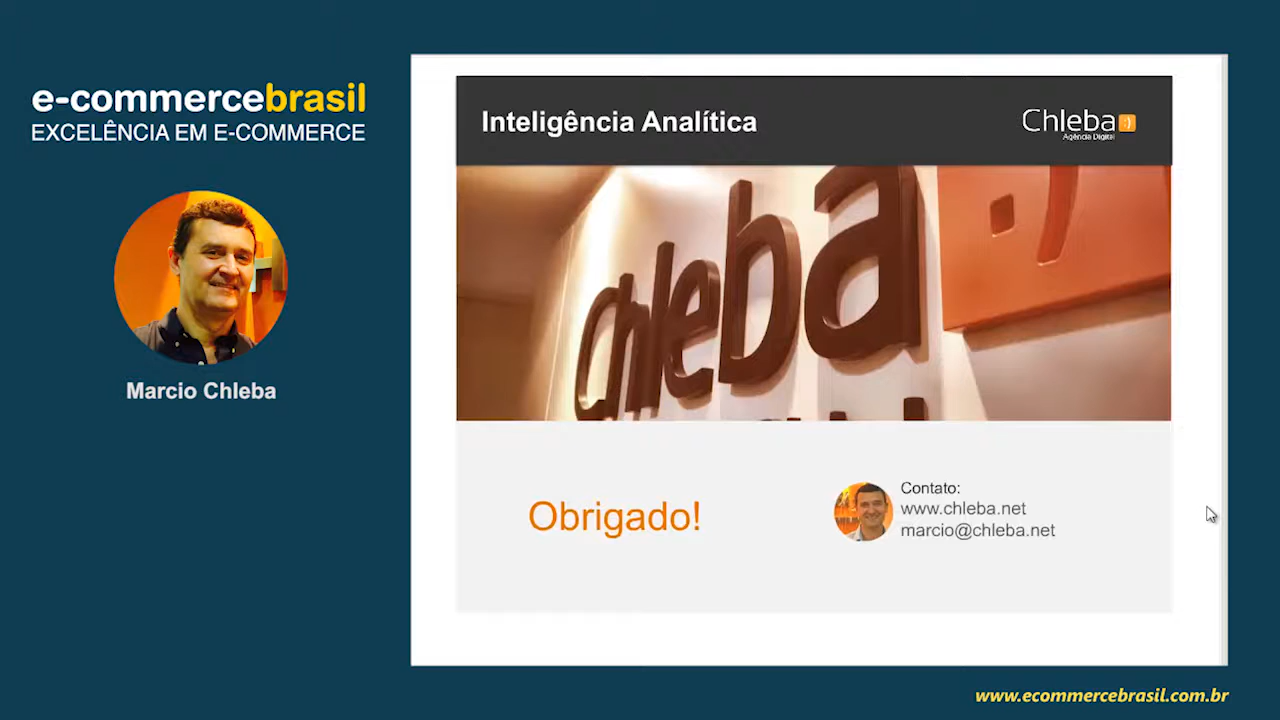 e-commercebrasil
EXCELÊNCIA EM E-COMMERCE
Marcio Chleba
Inteligência Analítica
Chleba :)
Agência Digital
chleba :)
Obrigado!
Contato:
www.chleba.net
marcio@chleba.net
www.ecommercebrasil.com.br